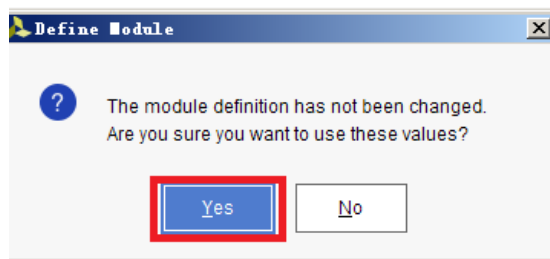 Define Module
?
The module definition has not been changed.
Are you sure you want to use these values?
Yes No